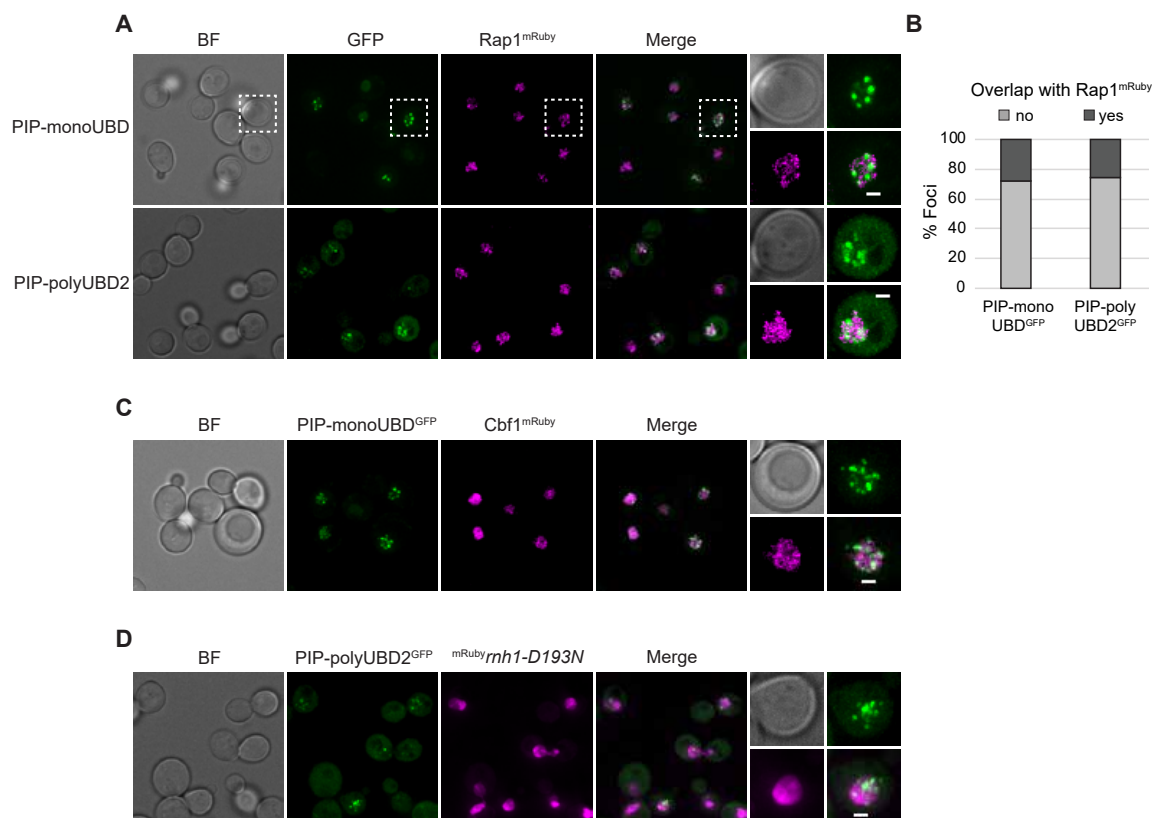 A
BF GFP Rap1mRuby Merge
PIP-monoUBD
PIP-polyUBD2
B
Overlap with Rap1mRuby
no yes
% Foci
100
80
60
40
20
0
PIP-mono UBDGFP
PIP-poly UBD2GFP
C
BF PIP-monoUBDGFP Cbf1mRuby Merge
D
BF PIP-polyUBD2GFP mRubyrnh1-D193N Merge